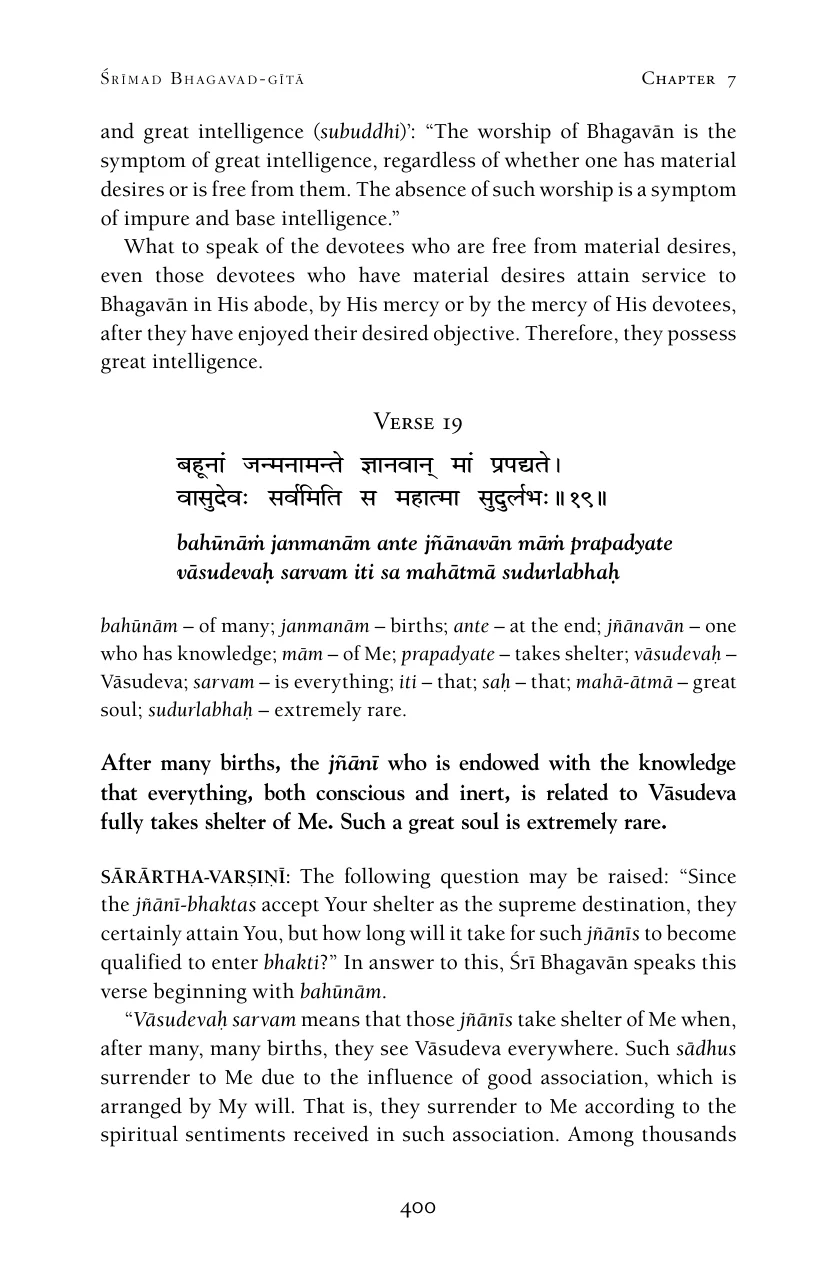 Śrīmad Bhagavad-gītā Chapter 7
and great intelligence (subuddhi)’: “The worship of Bhagavān is the
symptom of great intelligence, regardless of whether one has material
desires or is free from them. The absence of such worship is a symptom
of impure and base intelligence.”
What to speak of the devotees who are free from material desires,
even those devotees who have material desires attain service to
Bhagavān in His abode, by His mercy or by the mercy of His devotees,
after they have enjoyed their desired objective. Therefore, they possess
great intelligence.
Verse 19
बहूनां जन्मनामन्ते ज्ञानवान् मां प्रपद्यते।
वासुदेवः सर्वमिति स महात्मा सुदुर्लभः॥१९॥
bahūnāṁ janmanām ante jñānavān māṁ prapadyate
vāsudevaḥ sarvam iti sa mahātmā sudurlabhaḥ
bahūnām – of many; janmanām – births; ante – at the end; jñānavān – one
who has knowledge; mām – of Me; prapadyate – takes shelter; vāsudevaḥ –
Vāsudeva; sarvam – is everything; iti – that; saḥ – that; mahā-ātmā – great
soul; sudurlabhaḥ – extremely rare.
After many births, the jñānī who is endowed with the knowledge
that everything, both conscious and inert, is related to Vāsudeva
fully takes shelter of Me. Such a great soul is extremely rare.
SĀRĀRTHA-VARṢIṆĪ: The following question may be raised: “Since
the jñānī-bhaktas accept Your shelter as the supreme destination, they
certainly attain You, but how long will it take for such jñānīs to become
qualified to enter bhakti?” In answer to this, Śrī Bhagavān speaks this
verse beginning with bahūnām.
“Vāsudevaḥ sarvam means that those jñānīs take shelter of Me when,
after many, many births, they see Vāsudeva everywhere. Such sādhus
surrender to Me due to the influence of good association, which is
arranged by My will. That is, they surrender to Me according to the
spiritual sentiments received in such association. Among thousands
400